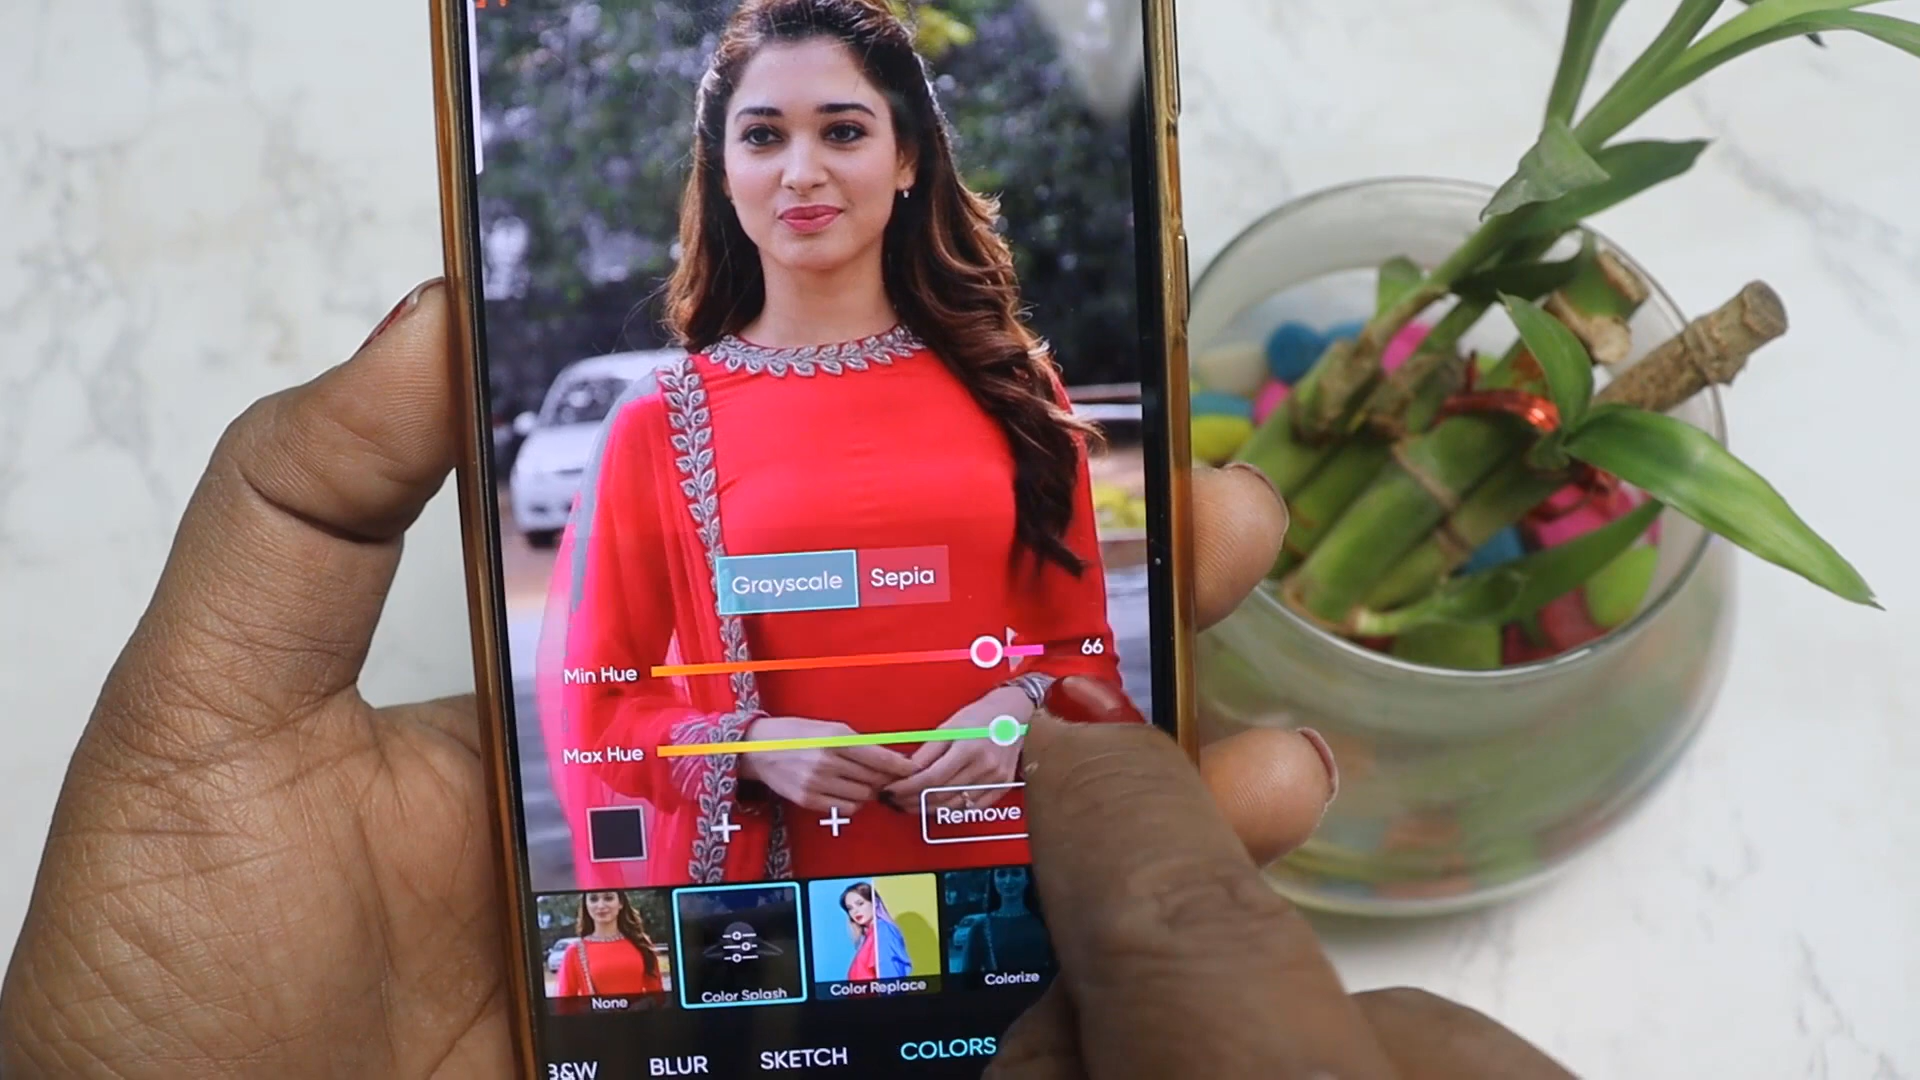 Grayscale Sepia
Min Hue 66
Max Hue
Remove
None Color Splash Color Replace Colorize
B&W BLUR SKETCH COLORS